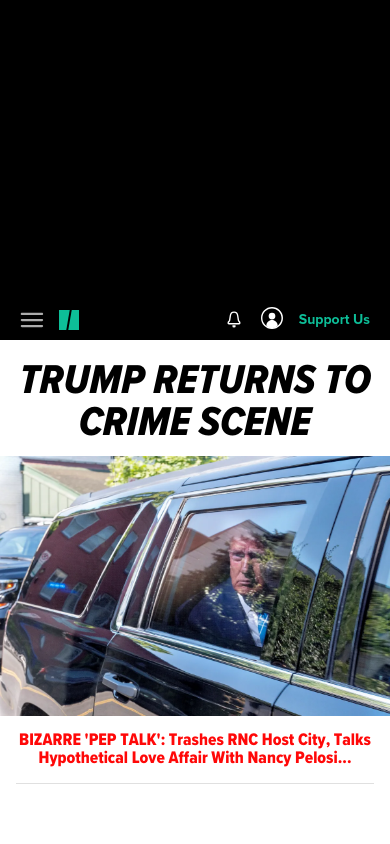 Support Us
TRUMP RETURNS TO
CRIME SCENE
BIZARRE 'PEP TALK': Trashes RNC Host City, Talks
Hypothetical Love Affair With Nancy Pelosi...